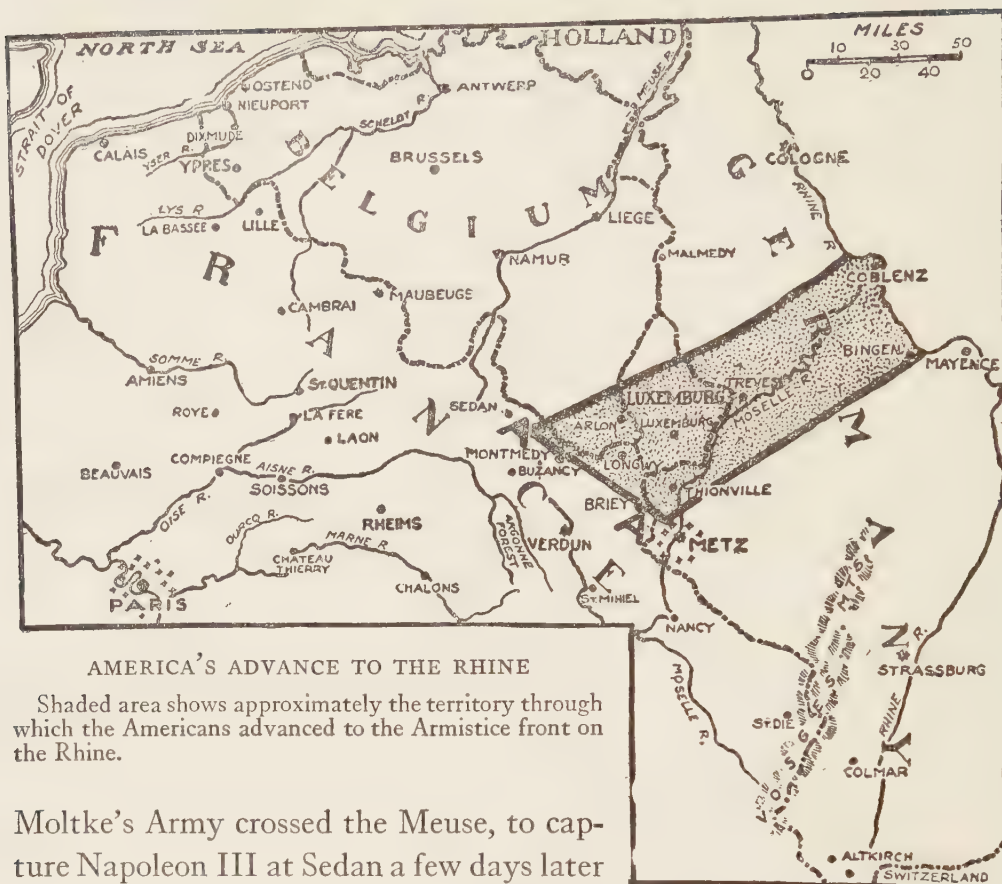 NORTH SEA
HOLLAND
MILES
10 30 50
0 20 40
STRAIT OF DOVER
OSTEND
NIEUPORT
ANTWERP
MEUSE R.
DIXMUDE
SCHELDT R.
CALAIS
YSER R.
YPRES
BRUSSELS
COLOGNE
RHINE R.
BELGIUM
GERMANY
LYS R
LA BASSEE
LILLE
LIEGE
FRANCE
NAMUR
MALMEDY
COBLENZ
CAMBRAI
MAUBEUGE
BINGEN
MAYENCE
SOMME R.
AMIENS
ST QUENTIN
TREVES
MOSELLE R.
ROYE
LA FERE
SEDAN
LUXEMBURG
ARLON
LUXEMBURG
LAON
MONTMEDY
LONGWY
BEAUVAIS
COMPIEGNE
AISNE R.
BUZANCY
SOISSONS
BRIEY
THIONVILLE
OISE R.
RHEIMS
OURCQ R.
MARNE R.
ARGONNE FOREST
VERDUN
METZ
CHATEAU
THIERRY
PARIS
CHALONS
ST. MIHIEL
NANCY
STRASSBURG
MOSELLE R.
RHINE R.
ST. DIE
VOSGES MTS.
COLMAR
ALTKIRCH
SWITZERLAND
AMERICA'S ADVANCE TO THE RHINE
Shaded area shows approximately the territory through
which the Americans advanced to the Armistice front on
the Rhine.
Moltke's Army crossed the Meuse, to cap-
ture Napoleon III at Sedan a few days later